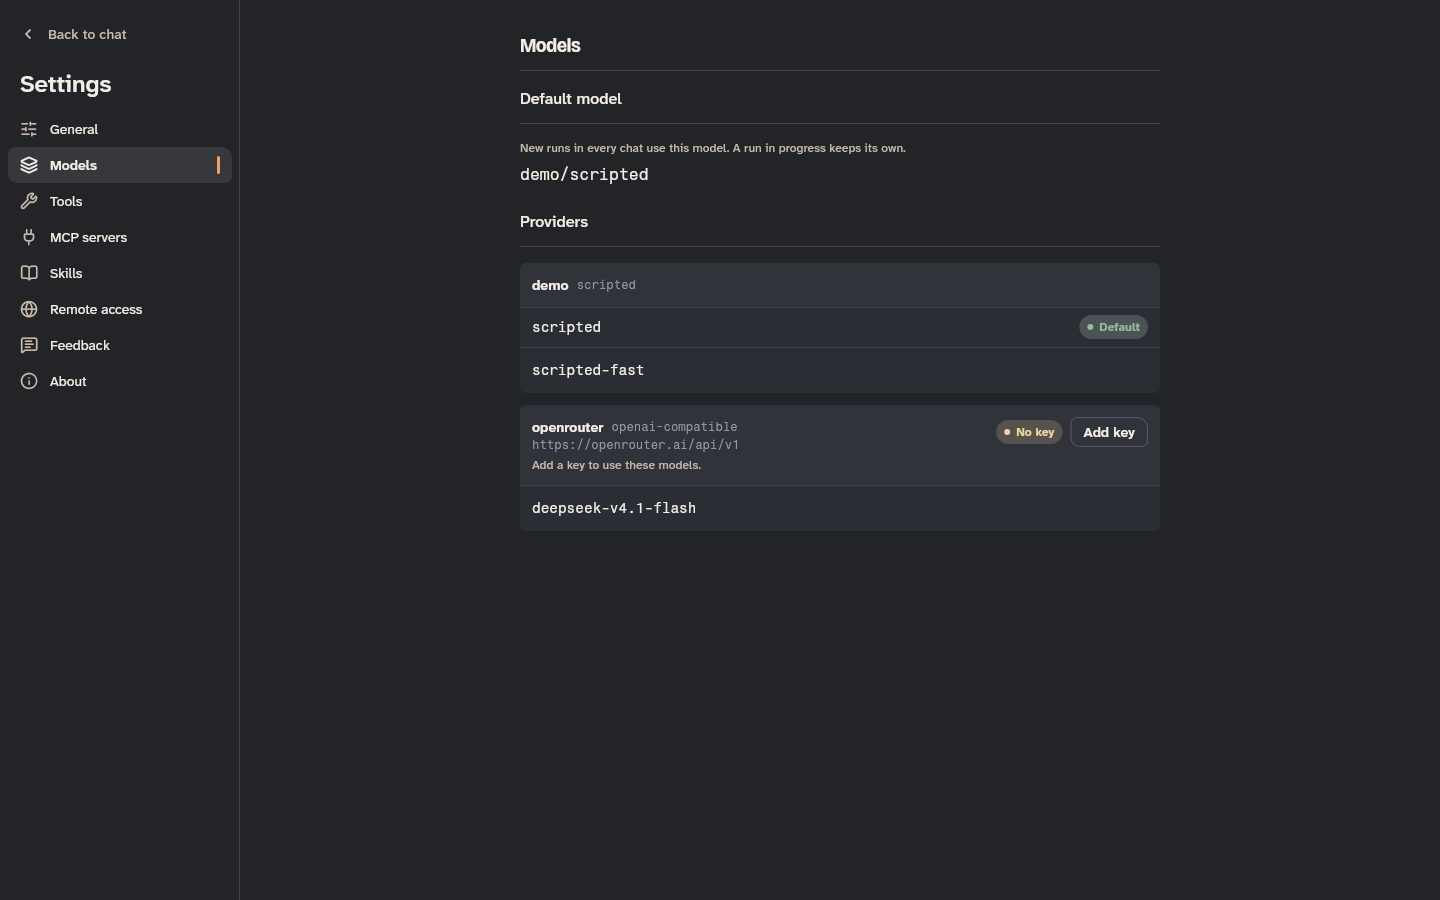 Back to chat
Settings
General
Models
Tools
MCP servers
Skills
Remote access
Feedback
About
Models
Default model
New runs in every chat use this model. A run in progress keeps its own.
demo/scripted
Providers
demo scripted
scripted Default
scripted-fast
openrouter openai-compatible
https://openrouter.ai/api/v1
Add a key to use these models.
No key Add key
deepseek-v4.1-flash